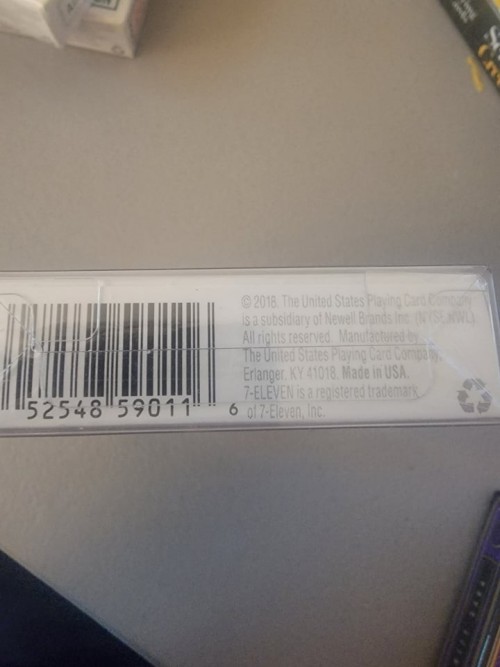 © 2018. The United States Playing Card Company
is a subsidiary of Newell Brands Inc. (NYSE:NWL).
All rights reserved. Manufactured by
The United States Playing Card Company,
Erlanger, KY 41018. Made in USA.
7-ELEVEN is a registered trademark
of 7-Eleven, Inc.
52548 59011 6